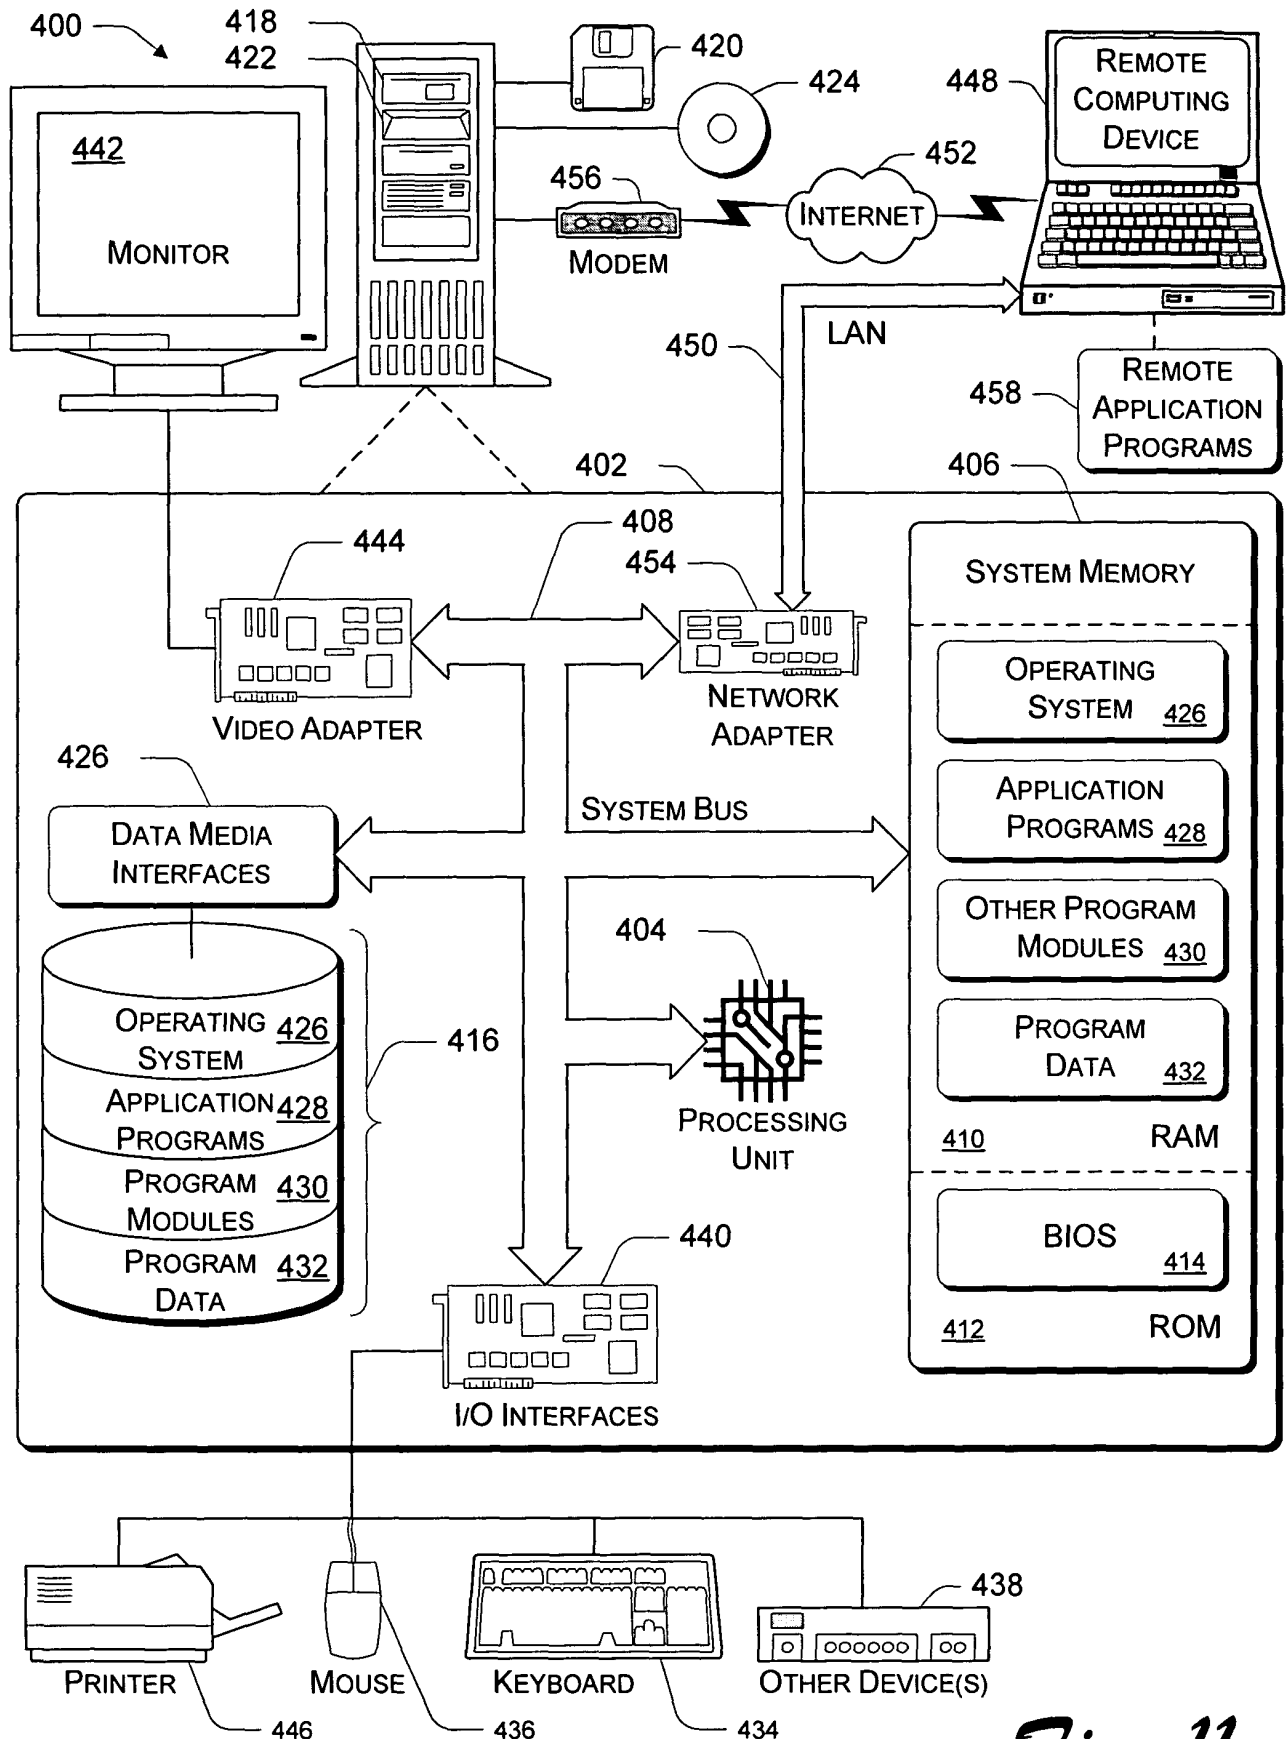 400
418
422
420
424
448
REMOTE
COMPUTING
DEVICE
442
MONITOR
456
MODEM
452
INTERNET
450
LAN
458
REMOTE
APPLICATION
PROGRAMS
402
406
408
444
454
VIDEO ADAPTER
NETWORK
ADAPTER
SYSTEM MEMORY
OPERATING
SYSTEM 426
APPLICATION
PROGRAMS 428
OTHER PROGRAM
MODULES 430
PROGRAM
DATA 432
410 RAM
BIOS
414
412 ROM
426
DATA MEDIA
INTERFACES
SYSTEM BUS
404
PROCESSING
UNIT
OPERATING 426
SYSTEM
APPLICATION 428
PROGRAMS
PROGRAM 430
MODULES
PROGRAM 432
DATA
416
440
I/O INTERFACES
PRINTER
446
MOUSE
436
KEYBOARD
434
438
OTHER DEVICE(S)